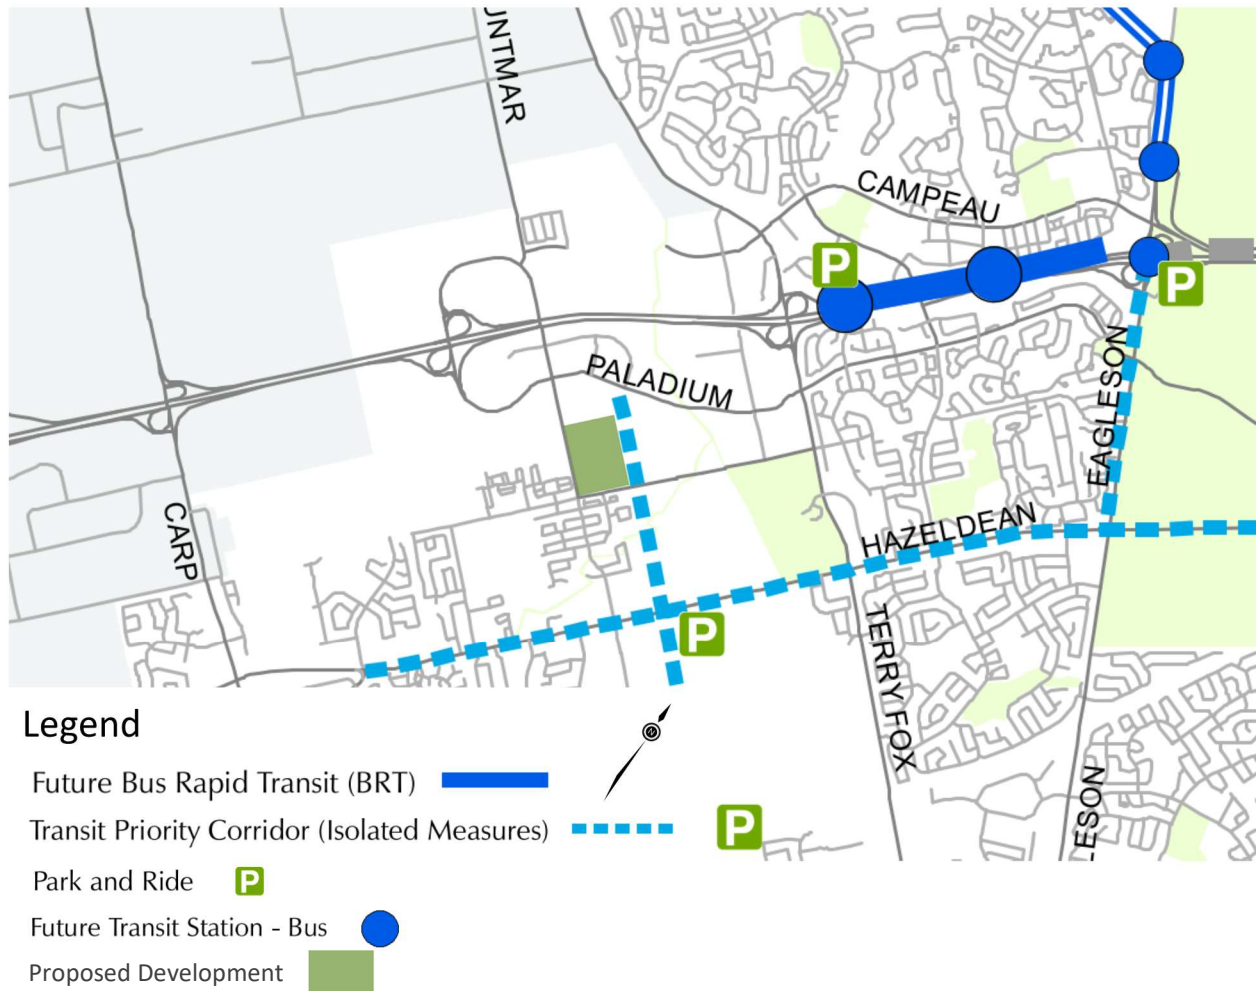 UNTMAR
CAMPEAU
P
P
PALADIUM
EAGLESON
CARP
HAZELDEAN
P
TERRY FOX
LESON
P
Legend
Future Bus Rapid Transit (BRT)
Transit Priority Corridor (Isolated Measures)
Park and Ride P
Future Transit Station - Bus
Proposed Development